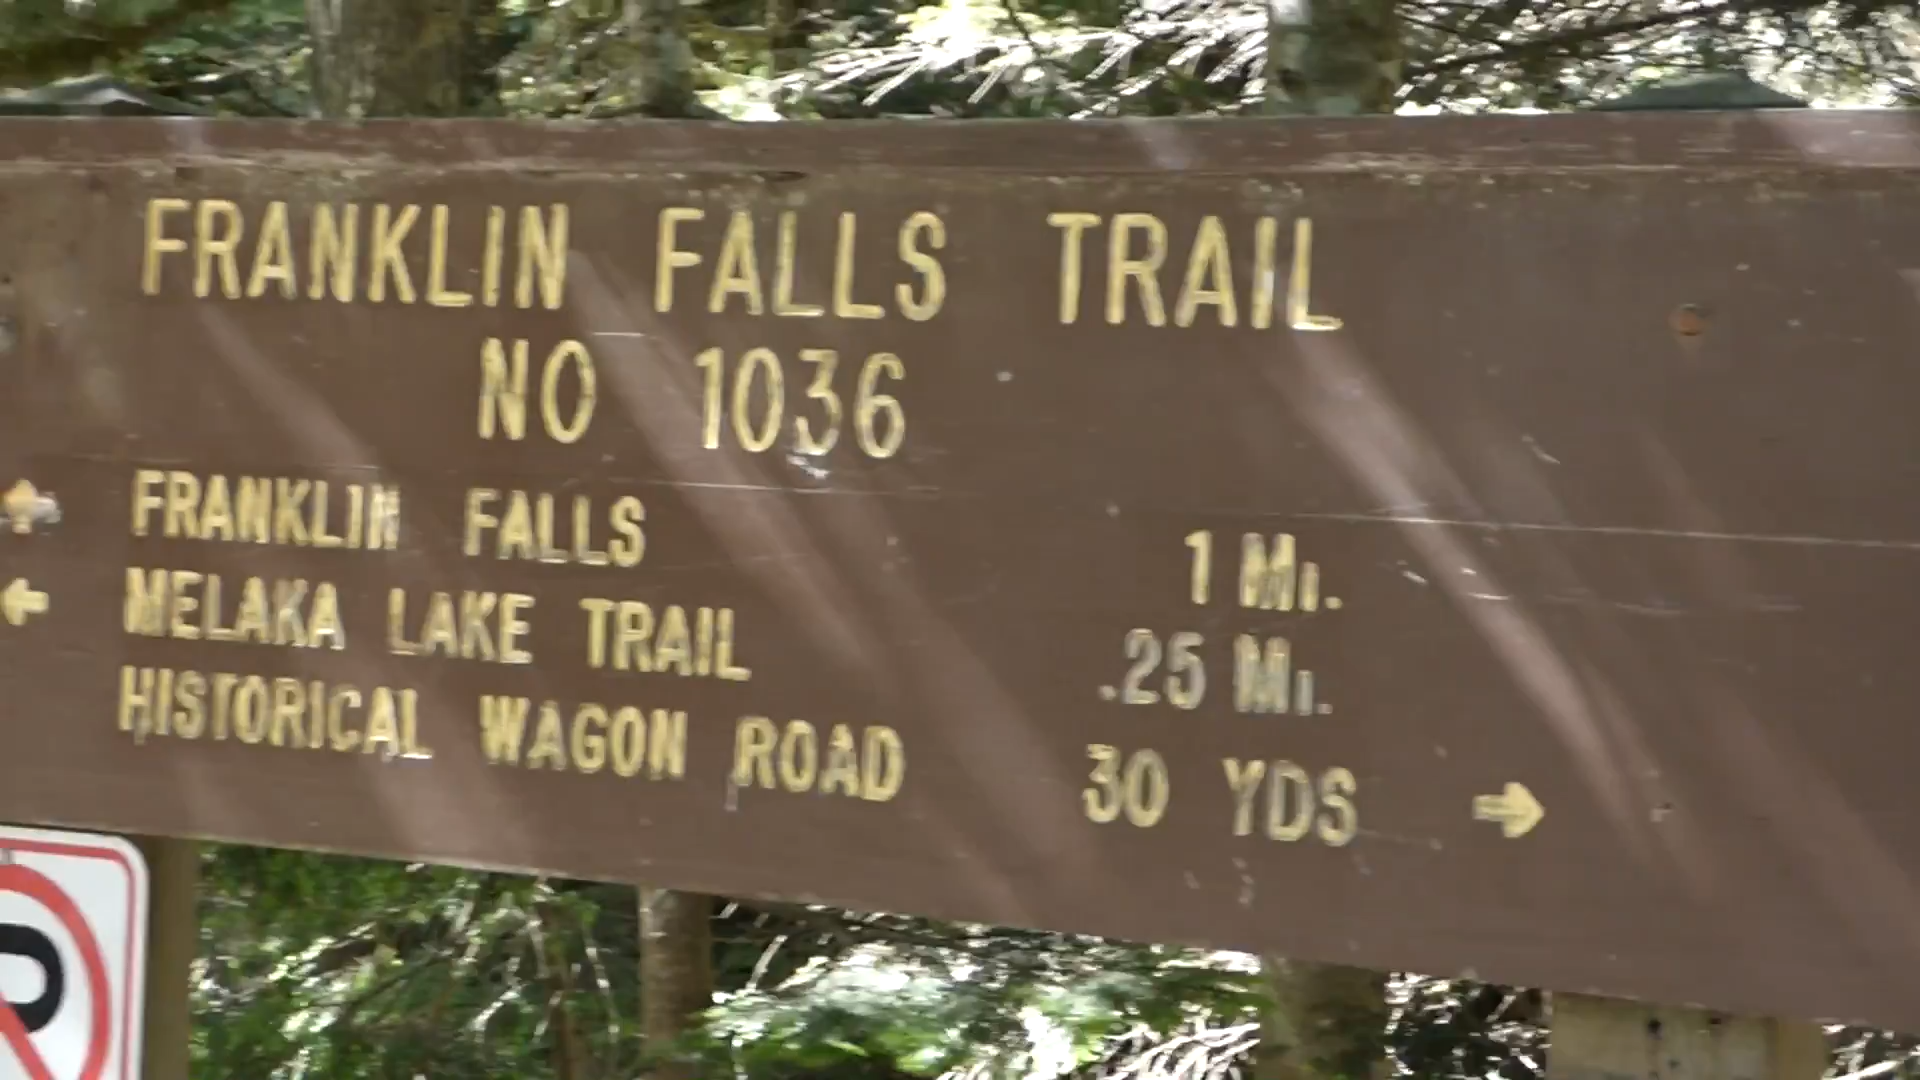 FRANKLIN FALLS TRAIL
NO 1036
FRANKLIN FALLS 1 MI.
MELAKA LAKE TRAIL .25 MI.
HISTORICAL WAGON ROAD 30 YDS
P